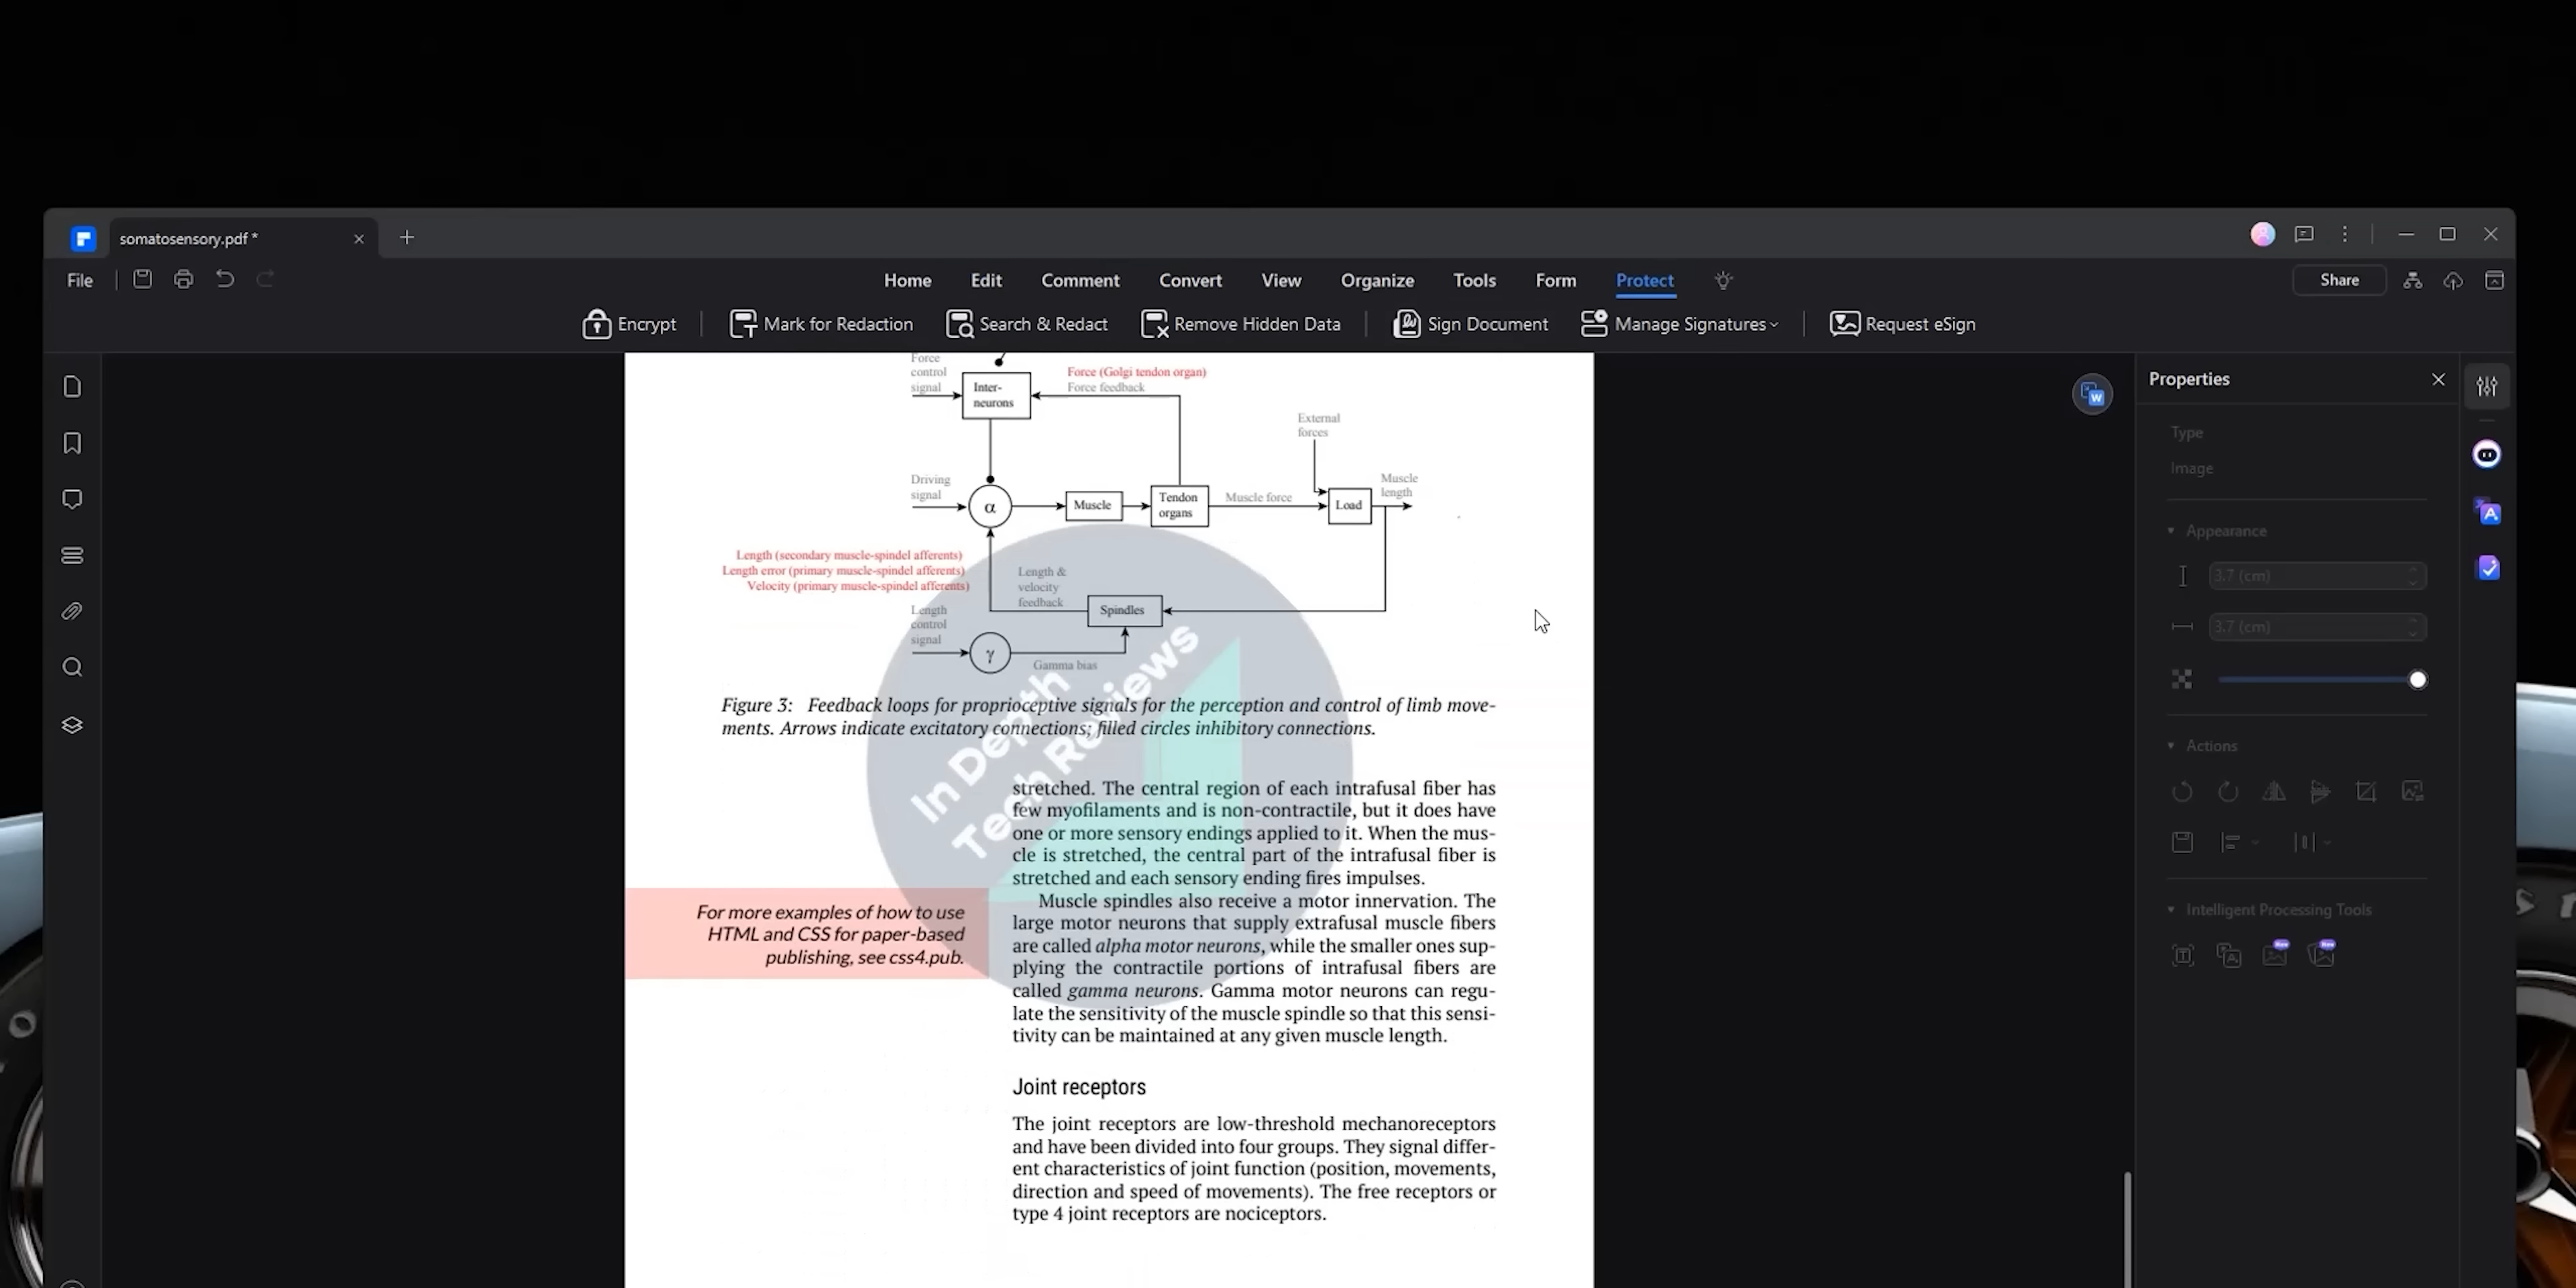 somatosensory.pdf *
File
Home Edit Comment Convert View Organize Tools Form Protect
Share
Encrypt Mark for Redaction Search & Redact Remove Hidden Data Sign Document Manage Signatures Request eSign
Properties
Type
Image
Appearance
3.7 (cm)
3.7 (cm)
Actions
Intelligent Processing Tools
New New
Force
control
signal
Inter-
neurons
Force (Golgi tendon organ)
Force feedback
External
forces
Driving
signal
α
Muscle
Tendon
organs
Muscle force
Load
Muscle
length
Length (secondary muscle-spindel afferents)
Length error (primary muscle-spindel afferents)
Velocity (primary muscle-spindel afferents)
Length &
velocity
feedback
Spindles
Length
control
signal
γ
Gamma bias
In Depth
Tech Reviews
Figure 3: Feedback loops for proprioceptive signals for the perception and control of limb move-
ments. Arrows indicate excitatory connections; filled circles inhibitory connections.
stretched. The central region of each intrafusal fiber has
few myofilaments and is non-contractile, but it does have
one or more sensory endings applied to it. When the mus-
cle is stretched, the central part of the intrafusal fiber is
stretched and each sensory ending fires impulses.
Muscle spindles also receive a motor innervation. The
large motor neurons that supply extrafusal muscle fibers
are called alpha motor neurons, while the smaller ones sup-
plying the contractile portions of intrafusal fibers are
called gamma neurons. Gamma motor neurons can regu-
late the sensitivity of the muscle spindle so that this sensi-
tivity can be maintained at any given muscle length.
For more examples of how to use
HTML and CSS for paper-based
publishing, see css4.pub.
Joint receptors
The joint receptors are low-threshold mechanoreceptors
and have been divided into four groups. They signal differ-
ent characteristics of joint function (position, movements,
direction and speed of movements). The free receptors or
type 4 joint receptors are nociceptors.